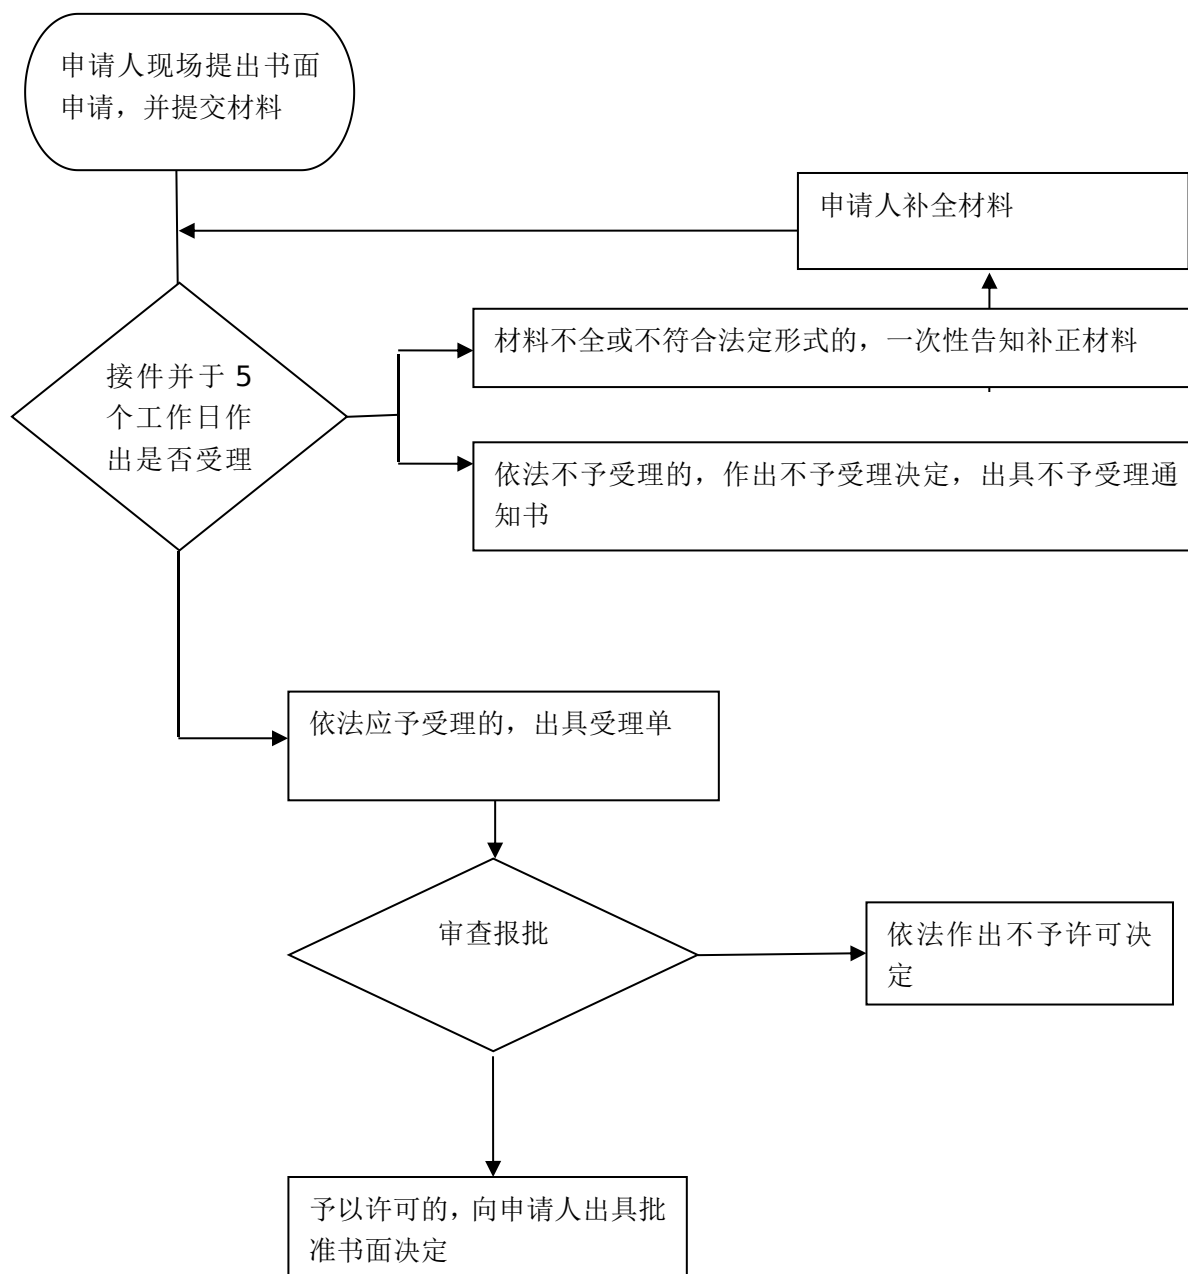 申请人现场提出书面
申请，并提交材料
申请人补全材料
材料不全或不符合法定形式的，一次性告知补正材料
接件并于 5
个工作日作
出是否受理
依法不予受理的，作出不予受理决定，出具不予受理通
知书
依法应予受理的，出具受理单
审查报批
依法作出不予许可决
定
予以许可的，向申请人出具批
准书面决定